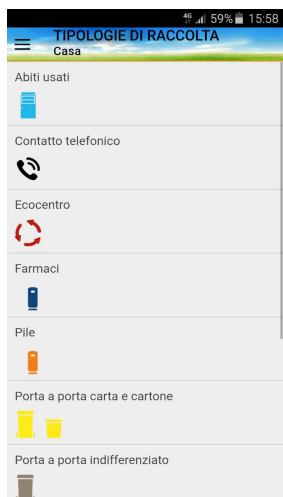 4G 59% 15:58
TIPOLOGIE DI RACCOLTA
Casa
Abiti usati
Contatto telefonico
Ecocentro
Farmaci
Pile
Porta a porta carta e cartone
Porta a porta indifferenziato